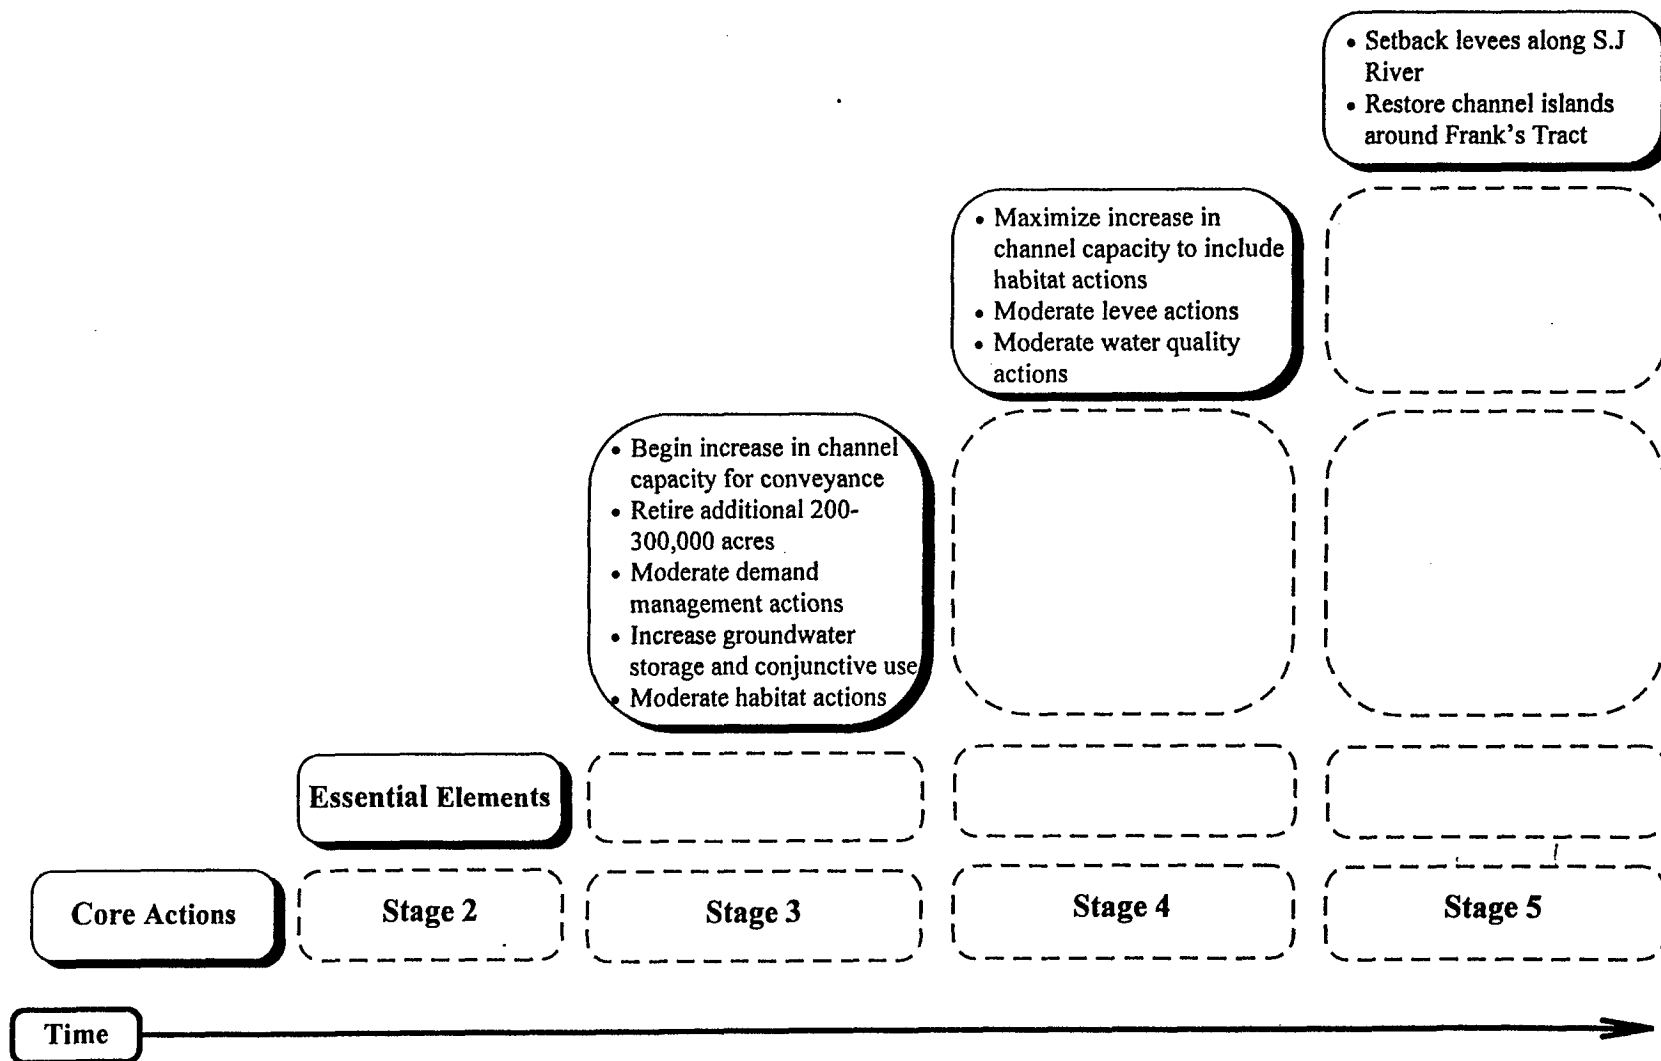 • Setback levees along S.J
River
• Restore channel islands
around Frank's Tract
• Maximize increase in
channel capacity to include
habitat actions
• Moderate levee actions
• Moderate water quality
actions
• Begin increase in channel
capacity for conveyance
• Retire additional 200-
300,000 acres
• Moderate demand
management actions
• Increase groundwater
storage and conjunctive use
• Moderate habitat actions
Essential Elements
Core Actions
Stage 2
Stage 3
Stage 4
Stage 5
Time